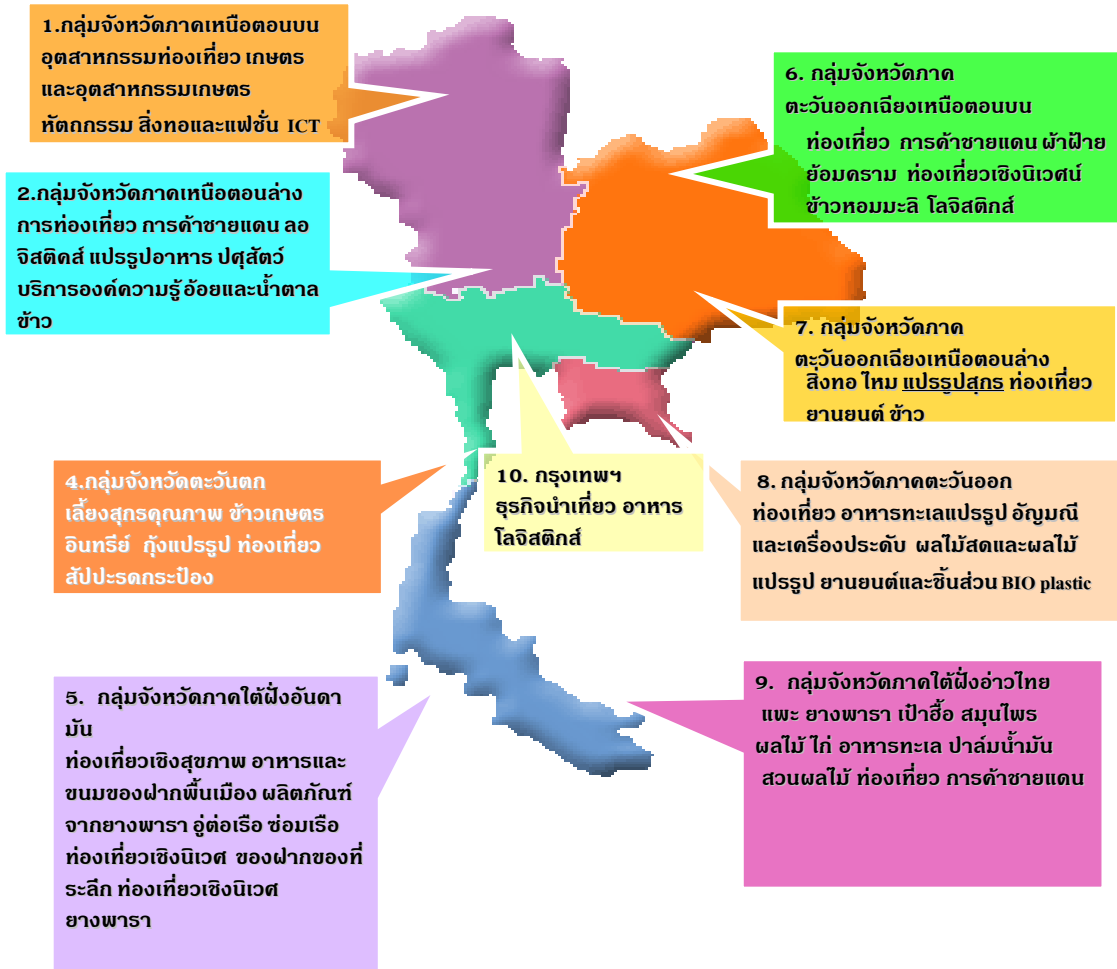 1.กลุ่มจังหวัดภาคเหนือตอนบน
อุตสาหกรรมท่องเที่ยว เกษตร
และอุตสาหกรรมเกษตร
หัตถกรรม สิ่งทอและแฟชั่น ICT
2.กลุ่มจังหวัดภาคเหนือตอนล่าง
การท่องเที่ยว การค้าชายแดน ลอ
จิสติคส์ แปรรูปอาหาร ปศุสัตว์
บริการองค์ความรู้ อ้อยและน้ำตาล
ข้าว
4.กลุ่มจังหวัดตะวันตก
เลี้ยงสุกรคุณภาพ ข้าวเกษตร
อินทรีย์ กุ้งแปรรูป ท่องเที่ยว
สัปปะรดกระป๋อง
5. กลุ่มจังหวัดภาคใต้ฝั่งอันดา
มัน
ท่องเที่ยวเชิงสุขภาพ อาหารและ
ขนมของฝากพื้นเมือง ผลิตภัณฑ์
จากยางพารา อู่ต่อเรือ ซ่อมเรือ
ท่องเที่ยวเชิงนิเวศ ของฝากของที่
ระลึก ท่องเที่ยวเชิงนิเวศ
ยางพารา
6. กลุ่มจังหวัดภาค
ตะวันออกเฉียงเหนือตอนบน
ท่องเที่ยว การค้าชายแดน ผ้าฝ้าย
ย้อมคราม ท่องเที่ยวเชิงนิเวศน์
ข้าวหอมมะลิ โลจิสติกส์
7. กลุ่มจังหวัดภาค
ตะวันออกเฉียงเหนือตอนล่าง
สิ่งทอ ไหม แปรรูปสุกร ท่องเที่ยว
ยานยนต์ ข้าว
10. กรุงเทพฯ
ธุรกิจนำเที่ยว อาหาร
โลจิสติกส์
8. กลุ่มจังหวัดภาคตะวันออก
ท่องเที่ยว อาหารทะเลแปรรูป อัญมณี
และเครื่องประดับ ผลไม้สดและผลไม้
แปรรูป ยานยนต์และชิ้นส่วน BIO plastic
9. กลุ่มจังหวัดภาคใต้ฝั่งอ่าวไทย
แพะ ยางพารา เป๋าฮื้อ สมุนไพร
ผลไม้ ไก่ อาหารทะเล ปาล์มน้ำมัน
สวนผลไม้ ท่องเที่ยว การค้าชายแดน